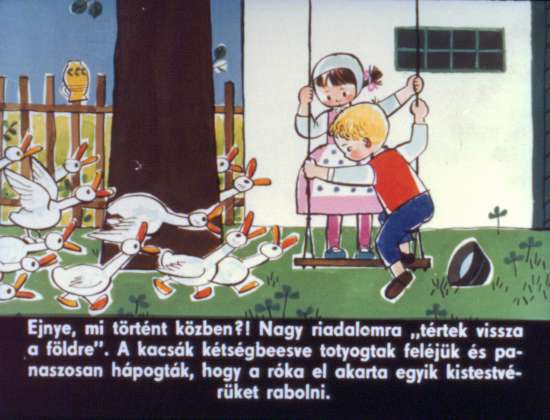 Ejnye, mi történt közben?! Nagy riadalomra „tértek vissza
a földre”. A kacsák kétségbeesve totyogtak feléjük és pa-
naszosan hápogták, hogy a róka el akarta egyik kistestvé-
rüket rabolni.